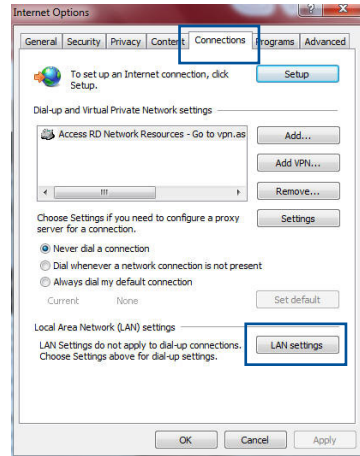 Internet Options
General Security Privacy Content Connections Programs Advanced
To set up an Internet connection, click
Setup.
Setup
Dial-up and Virtual Private Network settings
Access RD Network Resources - Go to vpn.as
Add...
Add VPN...
Remove...
Choose Settings if you need to configure a proxy
server for a connection.
Settings
Never dial a connection
Dial whenever a network connection is not present
Always dial my default connection
Current None
Set default
Local Area Network (LAN) settings
LAN Settings do not apply to dial-up connections.
Choose Settings above for dial-up settings.
LAN settings
OK Cancel Apply